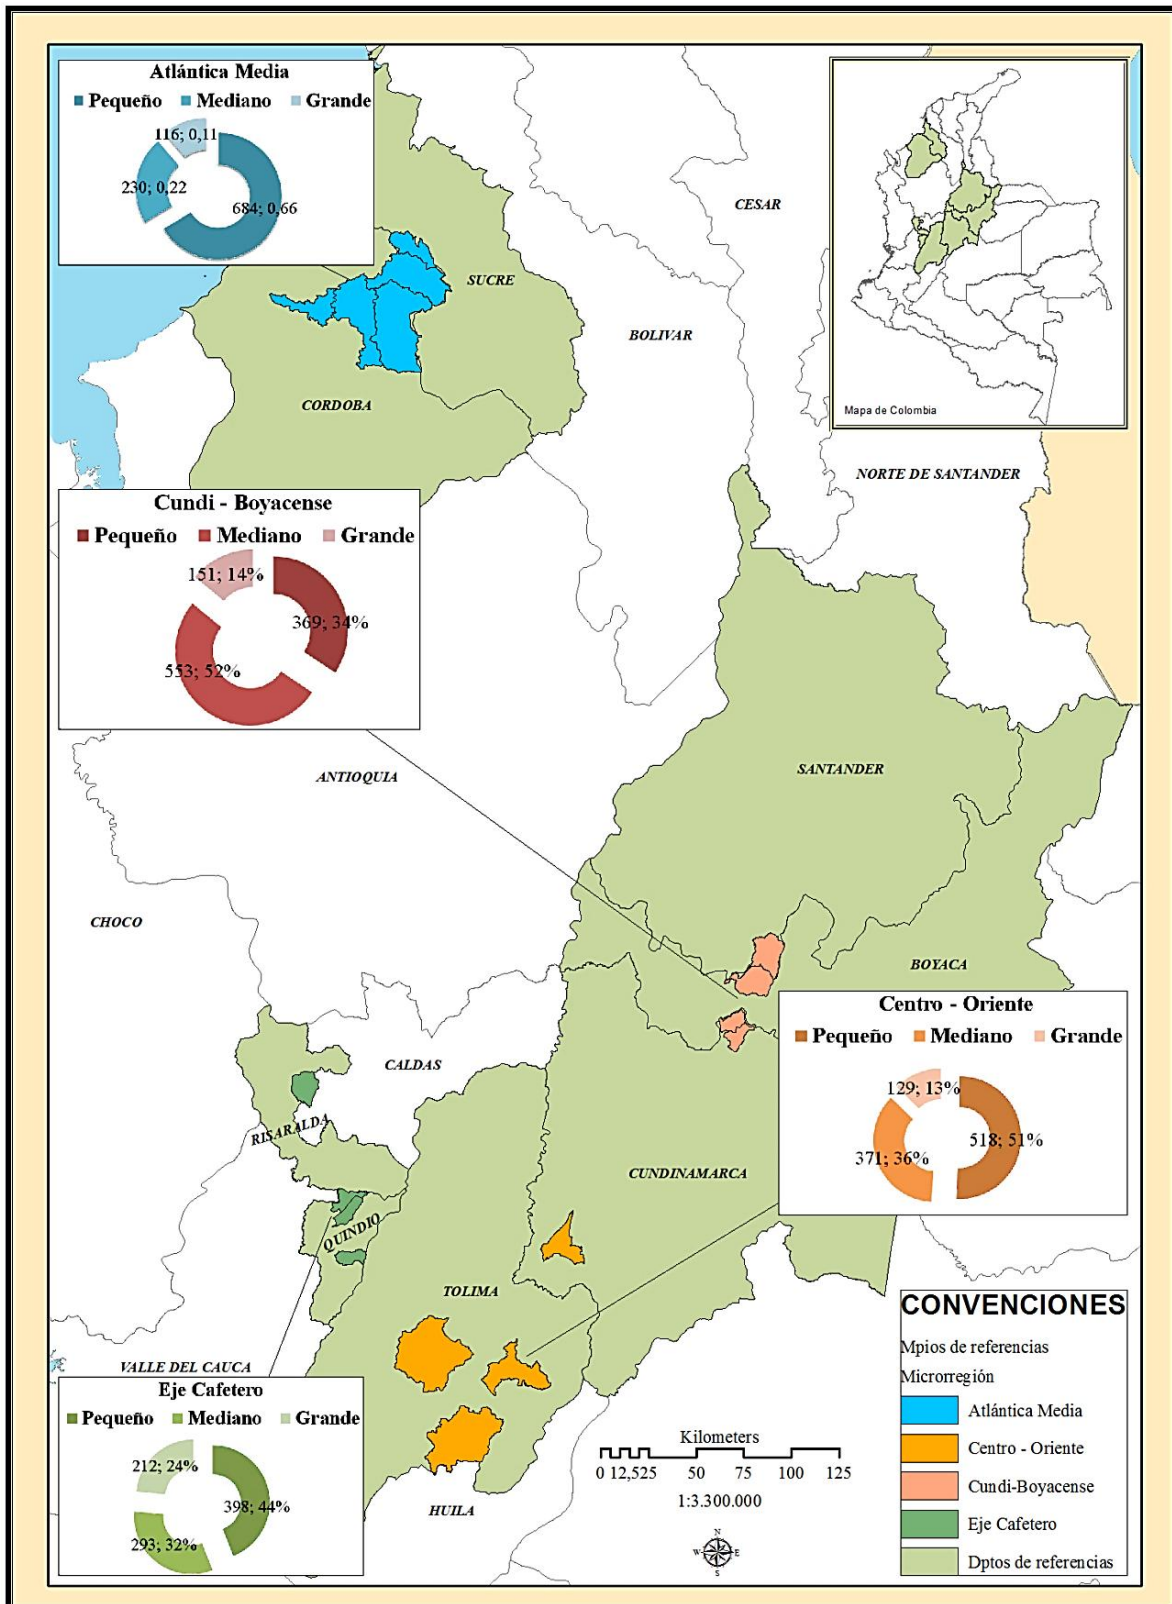 Atlántica Media
Pequeño Mediano Grande
116; 0,11
230; 0,22
684; 0,66
Mapa de Colombia
CESAR
SUCRE
BOLIVAR
CORDOBA
NORTE DE SANTANDER
Cundi - Boyacense
Pequeño Mediano Grande
151; 14%
369; 34%
553; 52%
ANTIOQUIA
SANTANDER
CHOCO
BOYACA
Centro - Oriente
Pequeño Mediano Grande
129; 13%
518; 51%
371; 36%
CALDAS
RISARALDA
CUNDINAMARCA
QUINDIO
TOLIMA
VALLE DEL CAUCA
Eje Cafetero
Pequeño Mediano Grande
212; 24%
398; 44%
293; 32%
HUILA
Kilometers
0 12,525 50 75 100 125
1:3.300.000
N
W E
S
CONVENCIONES
Mpios de referencias
Microrregión
Atlántica Media
Centro - Oriente
Cundi-Boyacense
Eje Cafetero
Dptos de referencias